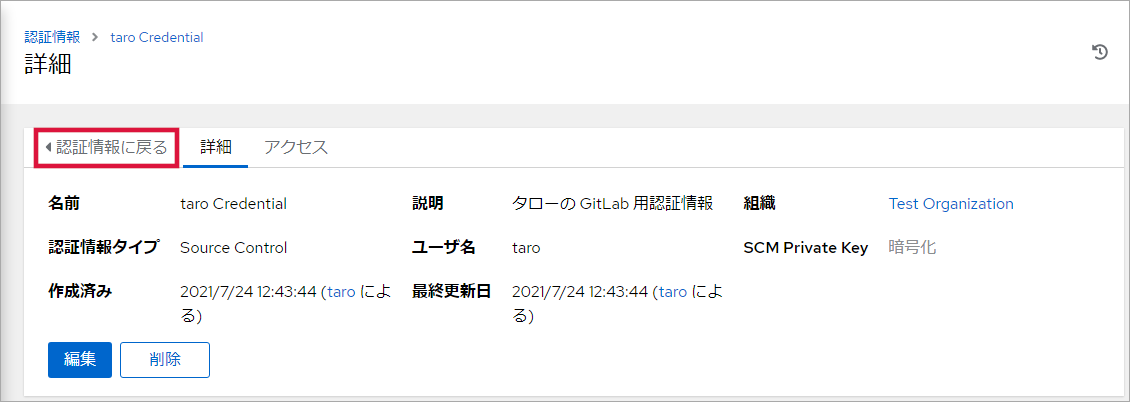 認証情報 > taro Credential
詳細
認証情報に戻る 詳細 アクセス
名前 taro Credential 説明 タローの GitLab 用認証情報 組織 Test Organization
認証情報タイプ Source Control ユーザ名 taro SCM Private Key 暗号化
作成済み 2021/7/24 12:43:44 (taro によ 最終更新日 2021/7/24 12:43:44 (taro によ
る) る)
編集 削除